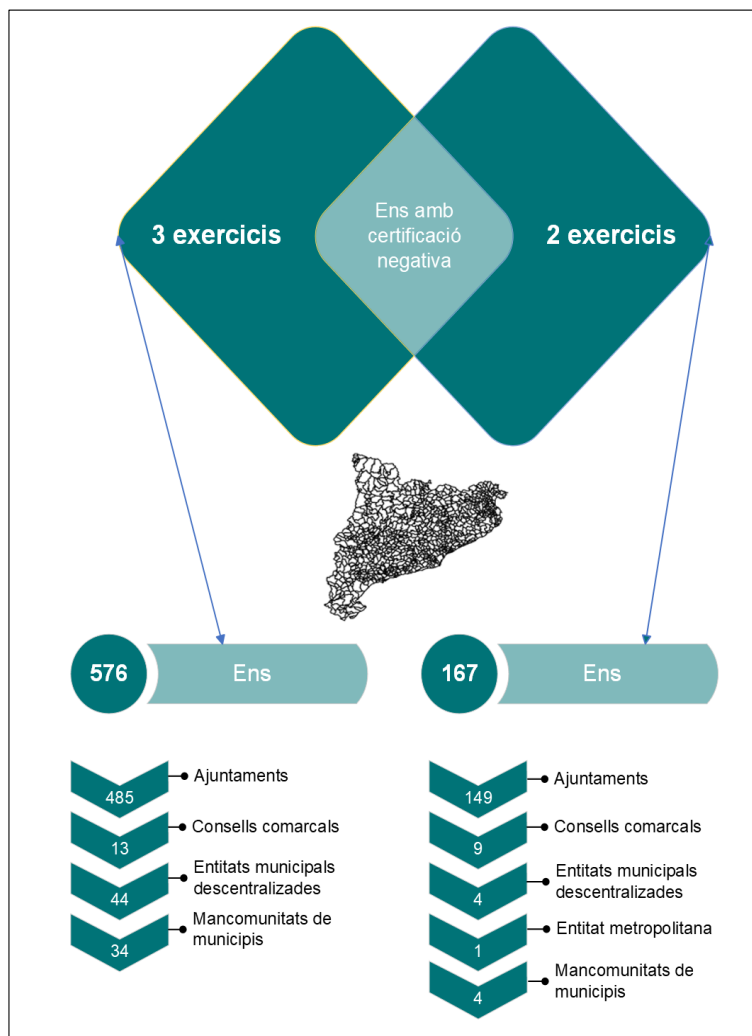 3 exercicis
Ens amb
certificació
negativa
2 exercicis
576
Ens
167
Ens
485
Ajuntaments
13
Consells comarcals
44
Entitats municipals
descentralizades
34
Mancomunitats de
municipis
149
Ajuntaments
9
Consells comarcals
4
Entitats municipals
descentralizades
1
Entitat metropolitana
4
Mancomunitats de
municipis